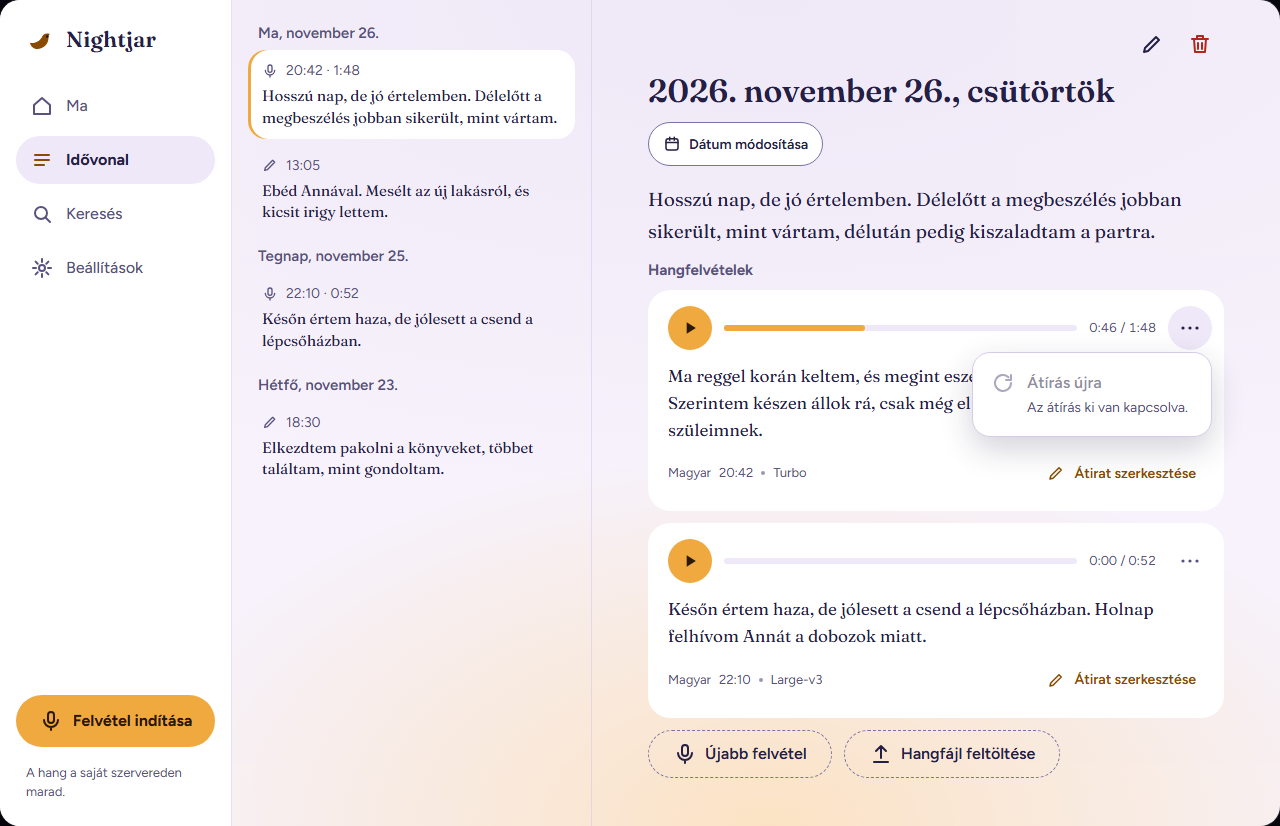 Nightjar
Ma
Idővonal
Keresés
Beállítások
Felvétel indítása
A hang a saját szervereden
marad.
Ma, november 26.
20:42 · 1:48
Hosszú nap, de jó értelemben. Délelőtt a
megbeszélés jobban sikerült, mint vártam.
13:05
Ebéd Annával. Mesélt az új lakásról, és
kicsit irigy lettem.
Tegnap, november 25.
22:10 · 0:52
Későn értem haza, de jólesett a csend a
lépcsőházban.
Hétfő, november 23.
18:30
Elkezdtem pakolni a könyveket, többet
találtam, mint gondoltam.
2026. november 26., csütörtök
Dátum módosítása
Hosszú nap, de jó értelemben. Délelőtt a megbeszélés jobban
sikerült, mint vártam, délután pedig kiszaladtam a partra.
Hangfelvételek
0:46 / 1:48
Átírás újra
Az átírás ki van kapcsolva.
Ma reggel korán keltem, és megint
Szerintem készen állok rá, csak még
szüleimnek.
Magyar 20:42 • Turbo
Átirat szerkesztése
0:00 / 0:52
Későn értem haza, de jólesett a csend a lépcsőházban. Holnap
felhívom Annát a dobozok miatt.
Magyar 22:10 • Large-v3
Átirat szerkesztése
Újabb felvétel
Hangfájl feltöltése